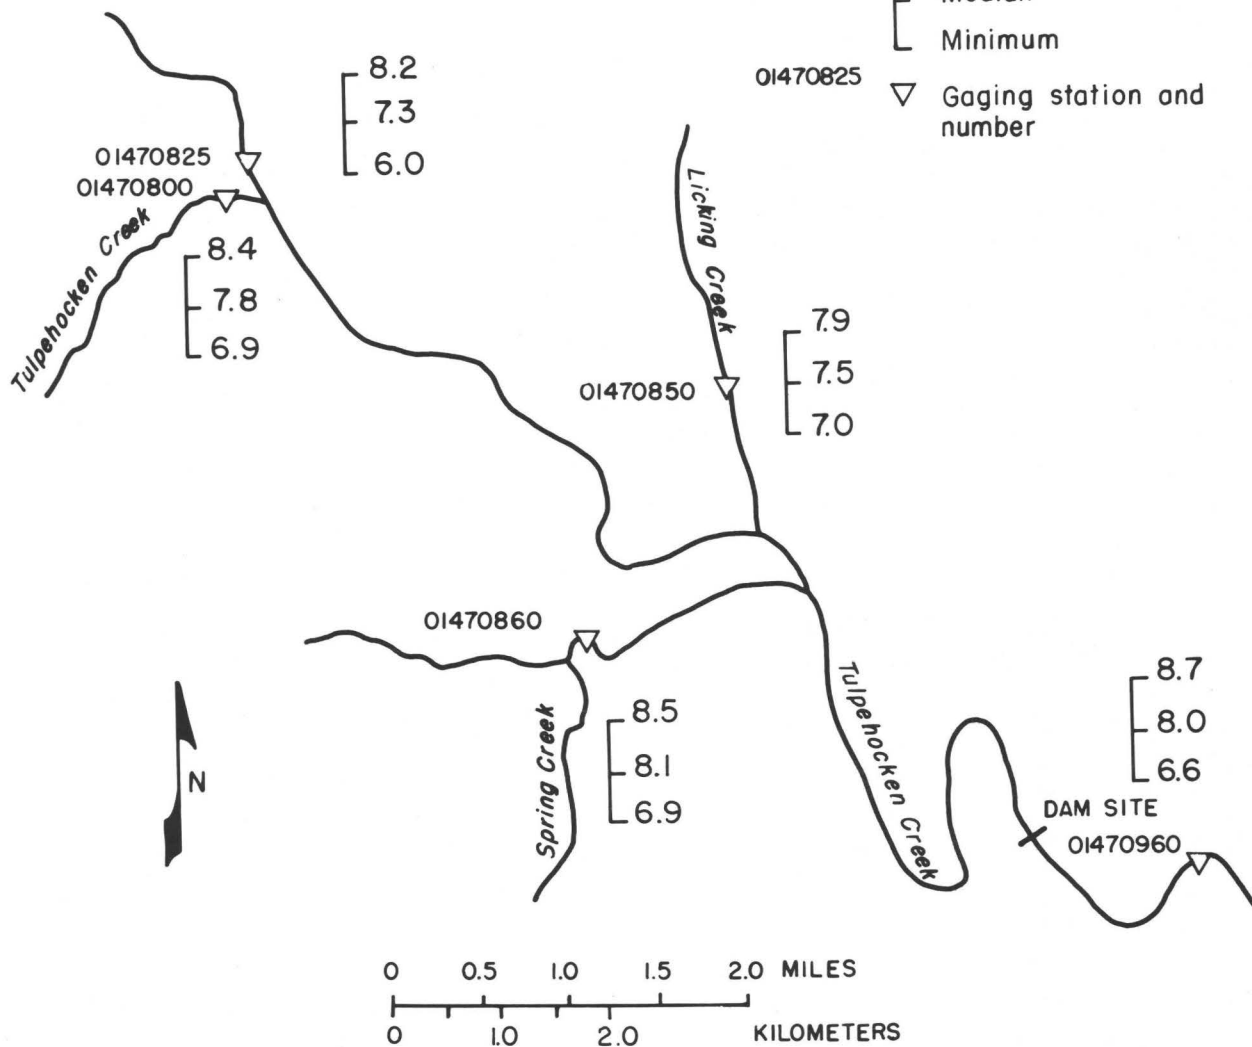 Minimum
01470825
Gaging station and
number
8.2
7.3
6.0
01470825
01470800
Tulpehocken Creek
8.4
7.8
6.9
Licking Creek
01470850
7.9
7.5
7.0
01470860
Spring Creek
8.5
8.1
6.9
Tulpehocken Creek
8.7
8.0
6.6
DAM SITE
01470960
N
0 0.5 1.0 1.5 2.0 MILES
0 1.0 2.0 KILOMETERS